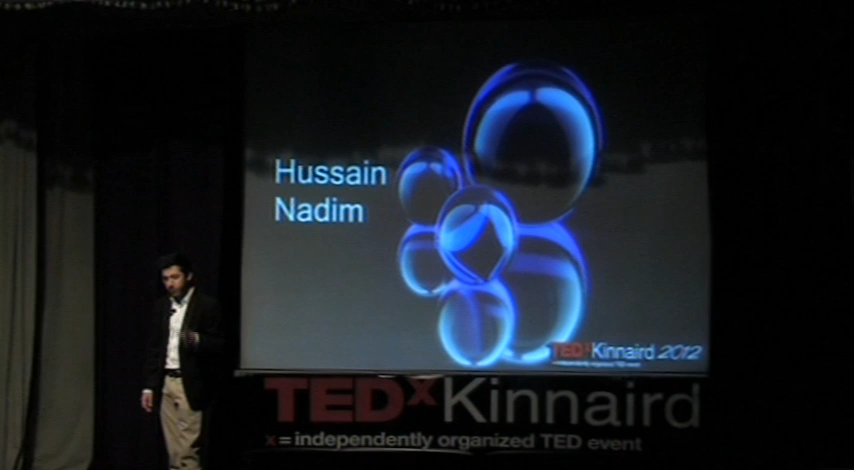 Hussain
Nadim
TEDxKinnaird 2012
TEDxKinnaird
x = independently organized TED event